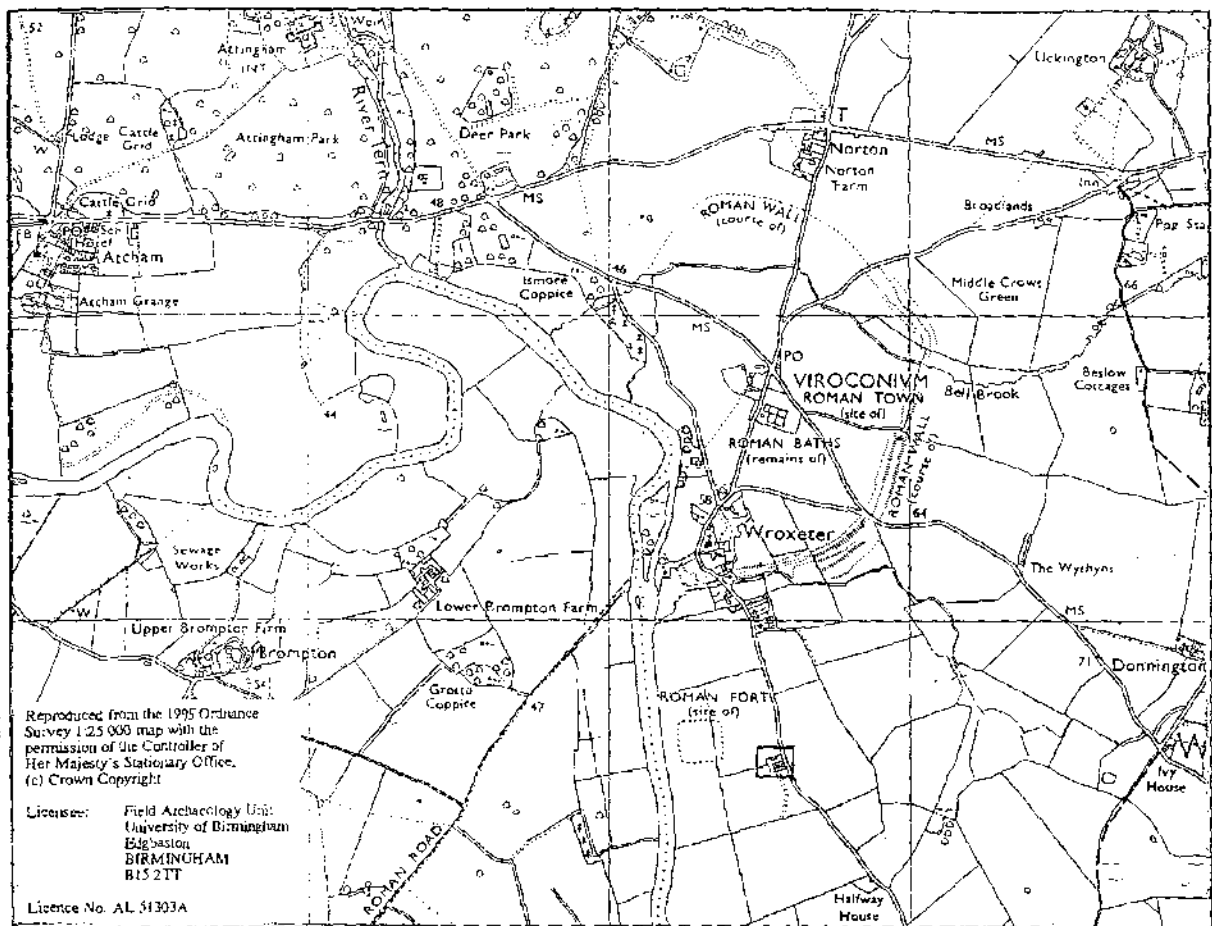 52
Weir
Attingham
Uckington
River Tern
Lodge
Cattle
Grid
Attingham Park
Deer Park
T
W
Norton
MS
Norton
Farm
Cattle Grid
48
MS
ROMAN WALL
(course of)
Inn
Broadlands
F B
Sch
Hotel
Atcham
Ismore
Coppice
46
Middle Crows
Green
66
Atcham Grange
MS
PO
VIROCONIVM
ROMAN TOWN
(site of)
Bell Brook
Beslow
Cottages
44
ROMAN BATHS
(remains of)
ROMAN WALL
(course of)
58
Wroxeter
64
Sewage
Works
The Wythyns
W
Lower Brompton Farm
MS
Upper Brompton Farm
Brompton
54
71
Donnington
Grotto
Coppice
47
ROMAN FORT
(site of)
Reproduced from the 1995 Ordnance
Survey 1:25 000 map with the
permission of the Controller of
Her Majesty's Stationary Office,
(c) Crown Copyright
Ivy
House
Licensee: Field Archaeology Unit
University of Birmingham
Edgbaston
BIRMINGHAM
B15 2TT
ROMAN ROAD
Licence No. AL 51303A
Halfway
House